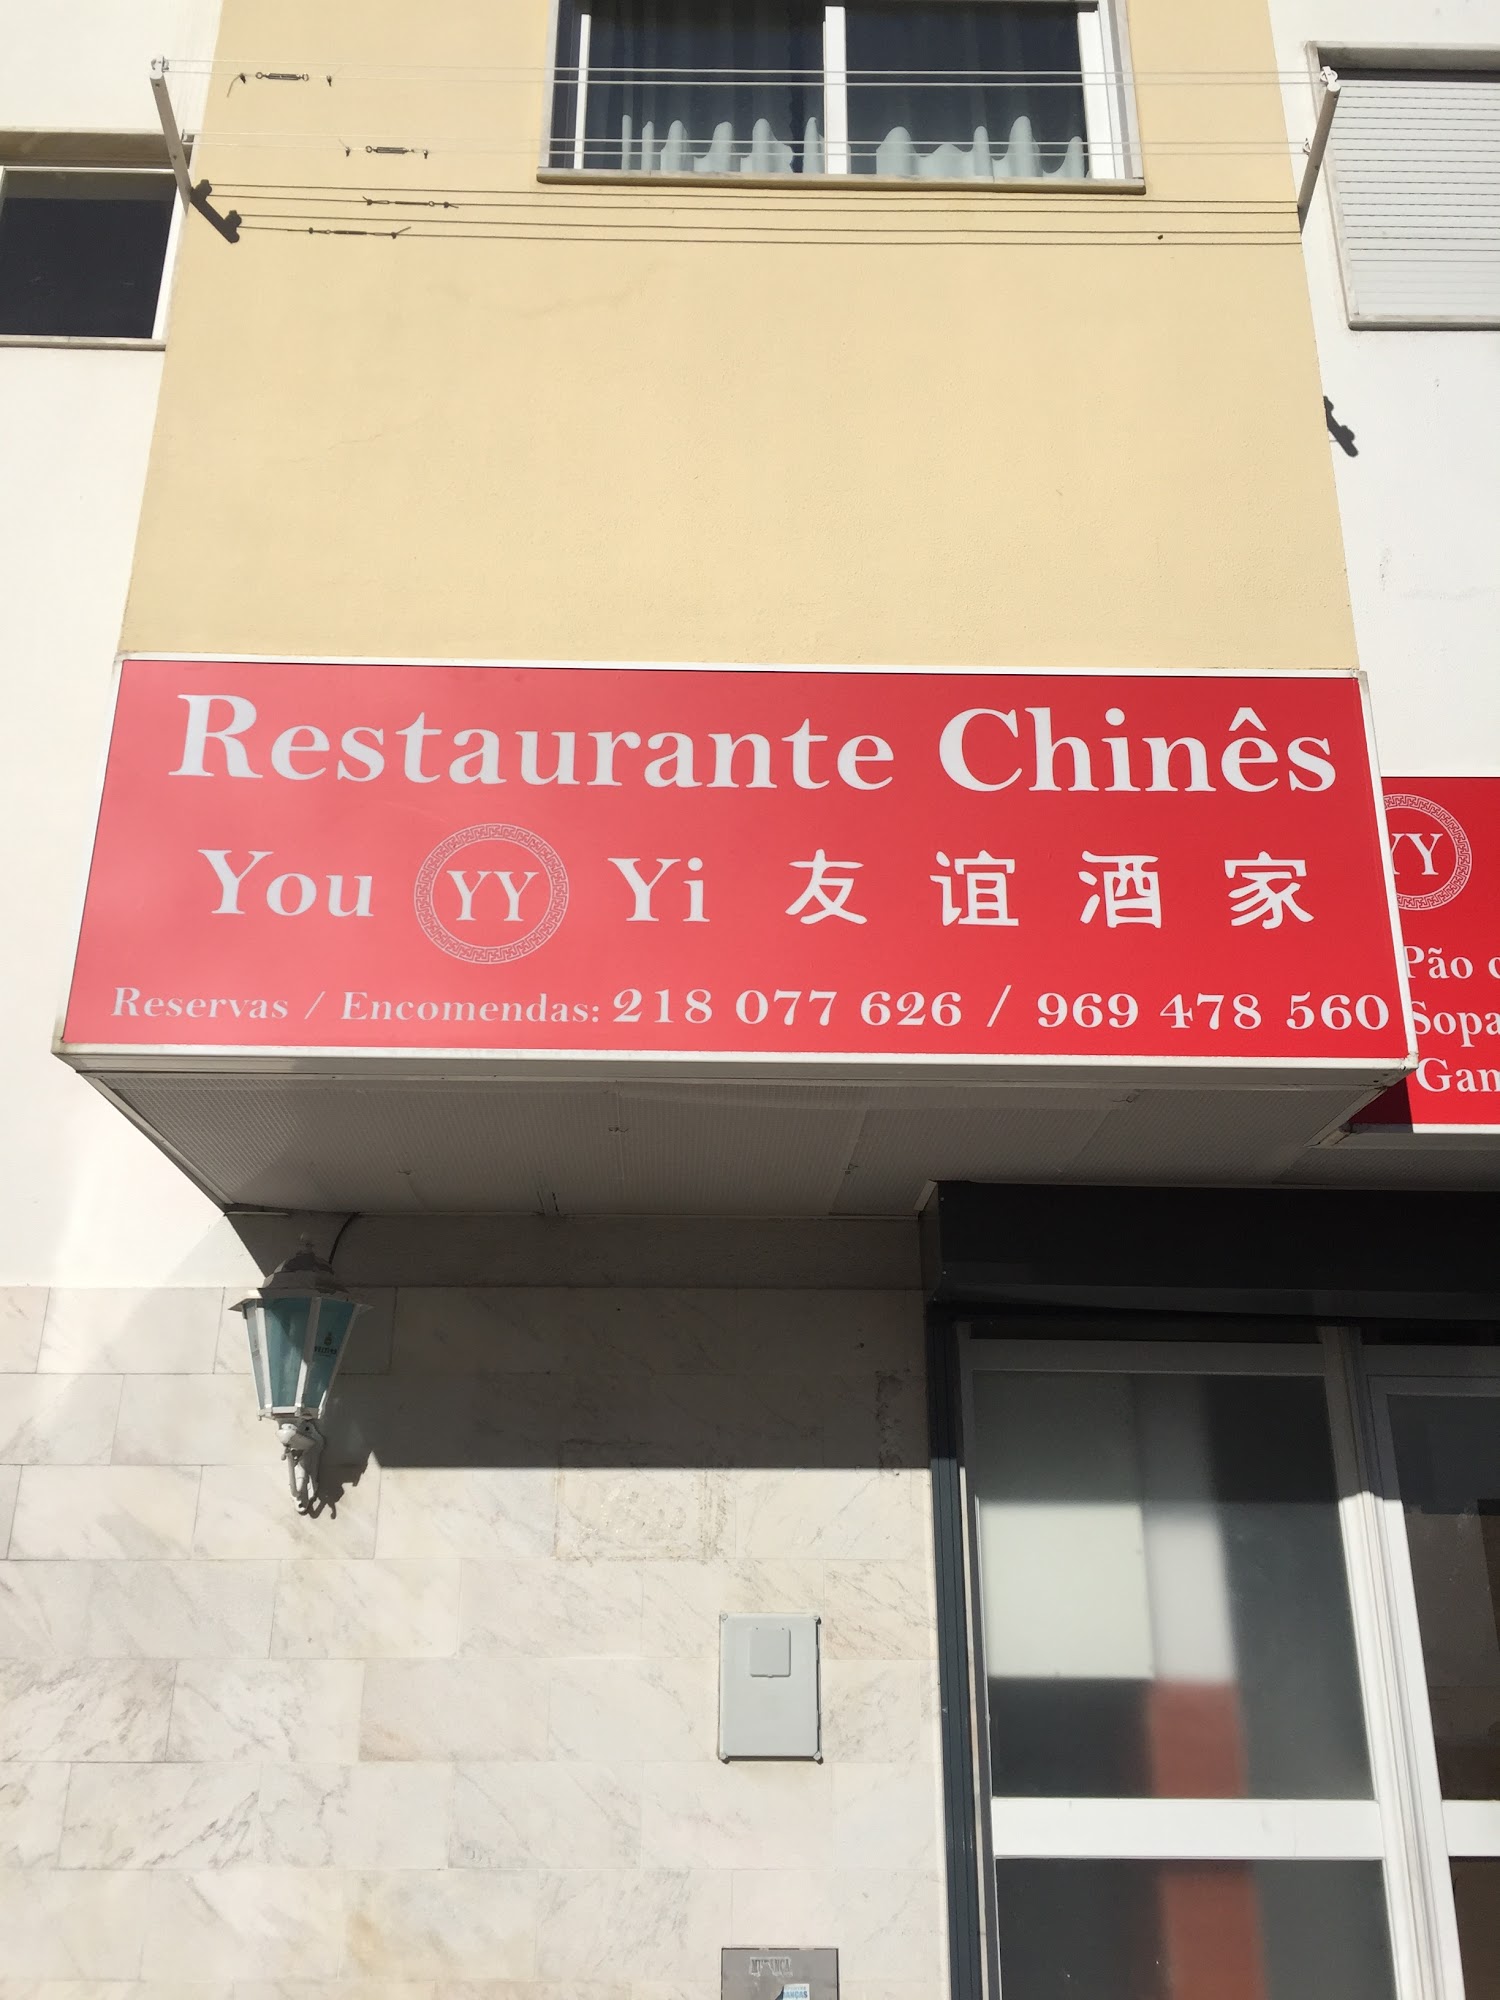 Restaurante Chinês
You YY Yi 友谊酒家
Reservas / Encomendas: 218 077 626 / 969 478 560
YY
Pão
Sopa
MUDANÇA